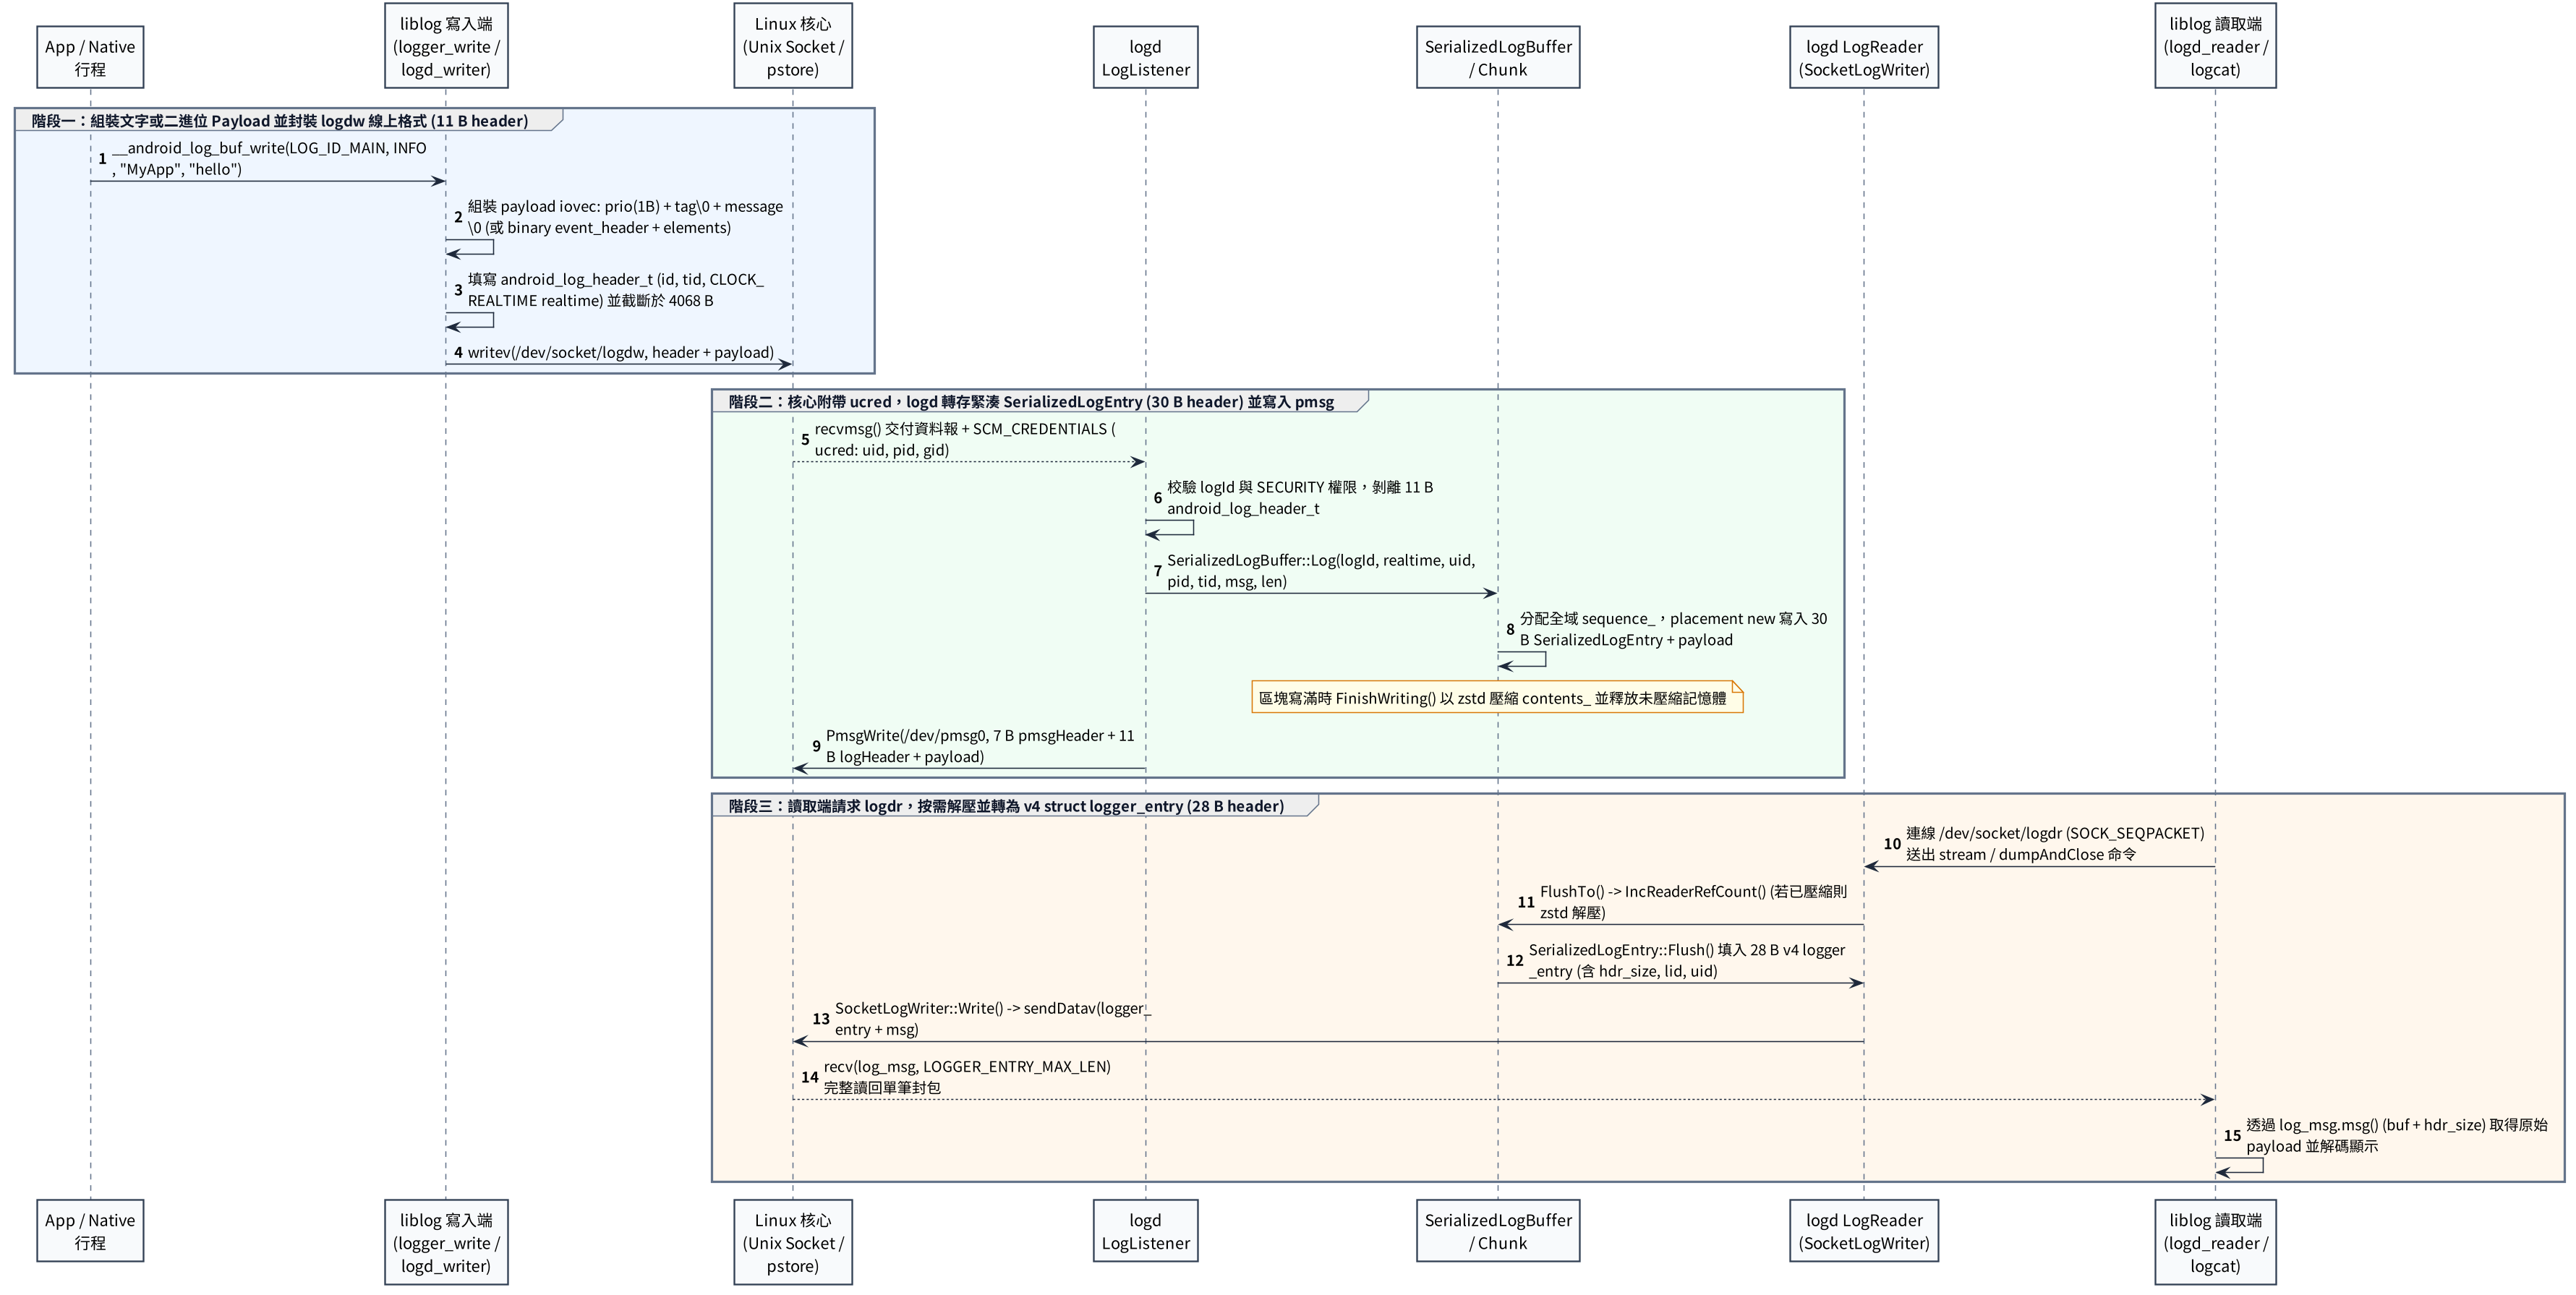 App / Native
行程
liblog 寫入端
(logger_write /
logd_writer)
Linux 核心
(Unix Socket /
pstore)
logd
LogListener
SerializedLogBuffer
/ Chunk
logd LogReader
(SocketLogWriter)
liblog 讀取端
(logd_reader /
logcat)
階段一：組裝文字或二進位 Payload 並封裝 logdw 線上格式 (11 B header)
1 __android_log_buf_write(LOG_ID_MAIN, INFO
, "MyApp", "hello")
2 組裝 payload iovec: prio(1B) + tag\0 + message
\0 (或 binary event_header + elements)
3 填寫 android_log_header_t (id, tid, CLOCK_
REALTIME realtime) 並截斷於 4068 B
4 writev(/dev/socket/logdw, header + payload)
階段二：核心附帶 ucred，logd 轉存緊湊 SerializedLogEntry (30 B header) 並寫入 pmsg
5 recvmsg() 交付資料報 + SCM_CREDENTIALS (
ucred: uid, pid, gid)
6 校驗 logId 與 SECURITY 權限，剝離 11 B
android_log_header_t
7 SerializedLogBuffer::Log(logId, realtime, uid,
pid, tid, msg, len)
8 分配全域 sequence_，placement new 寫入 30
B SerializedLogEntry + payload
區塊寫滿時 FinishWriting() 以 zstd 壓縮 contents_ 並釋放未壓縮記憶體
9 PmsgWrite(/dev/pmsg0, 7 B pmsgHeader + 11
B logHeader + payload)
階段三：讀取端請求 logdr，按需解壓並轉為 v4 struct logger_entry (28 B header)
10 連線 /dev/socket/logdr (SOCK_SEQPACKET)
送出 stream / dumpAndClose 命令
11 FlushTo() -> IncReaderRefCount() (若已壓縮則
zstd 解壓)
12 SerializedLogEntry::Flush() 填入 28 B v4 logger
_entry (含 hdr_size, lid, uid)
13 SocketLogWriter::Write() -> sendDatav(logger_
entry + msg)
14 recv(log_msg, LOGGER_ENTRY_MAX_LEN)
完整讀回單筆封包
15 透過 log_msg.msg() (buf + hdr_size) 取得原始
payload 並解碼顯示
App / Native
行程
liblog 寫入端
(logger_write /
logd_writer)
Linux 核心
(Unix Socket /
pstore)
logd
LogListener
SerializedLogBuffer
/ Chunk
logd LogReader
(SocketLogWriter)
liblog 讀取端
(logd_reader /
logcat)